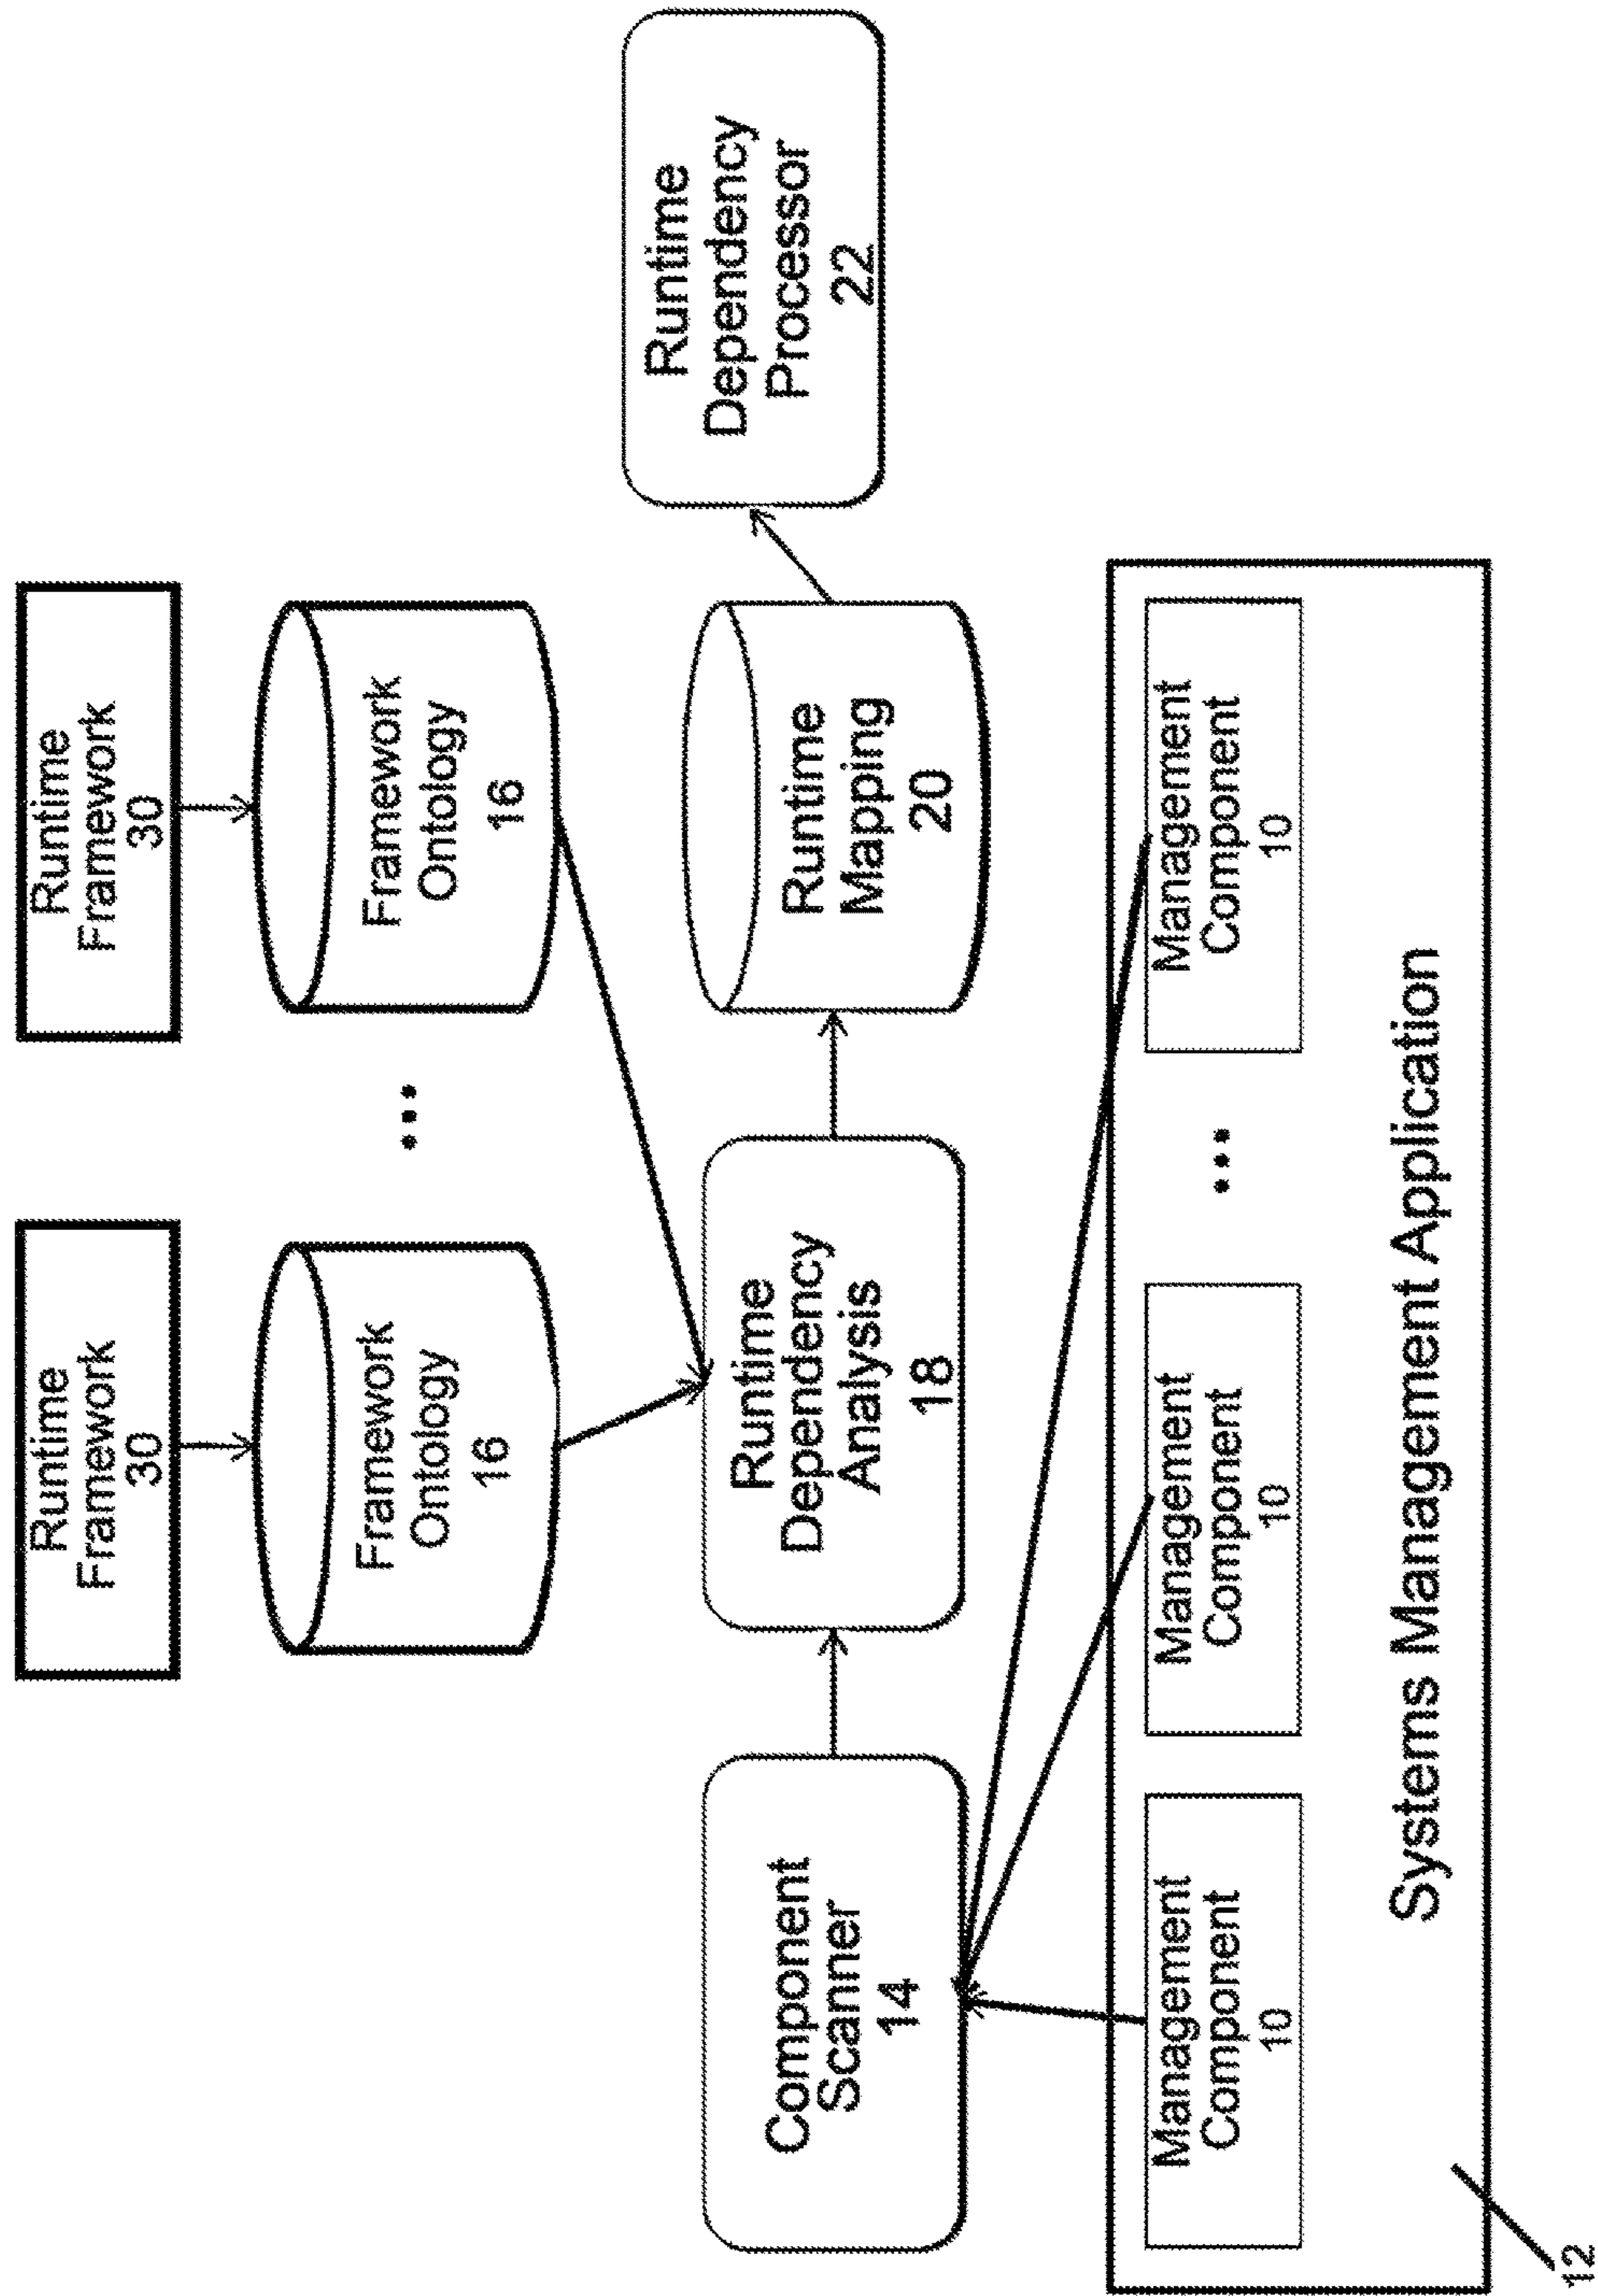 Runtime
Framework
30
Runtime
Framework
30
Framework
Ontology
16
...
Framework
Ontology
16
Component
Scanner
14
Runtime
Dependency
Analysis
18
Runtime
Mapping
20
Runtime
Dependency
Processor
22
Management
Component
10
Management
Component
10
...
Management
Component
10
Systems Management Application
12